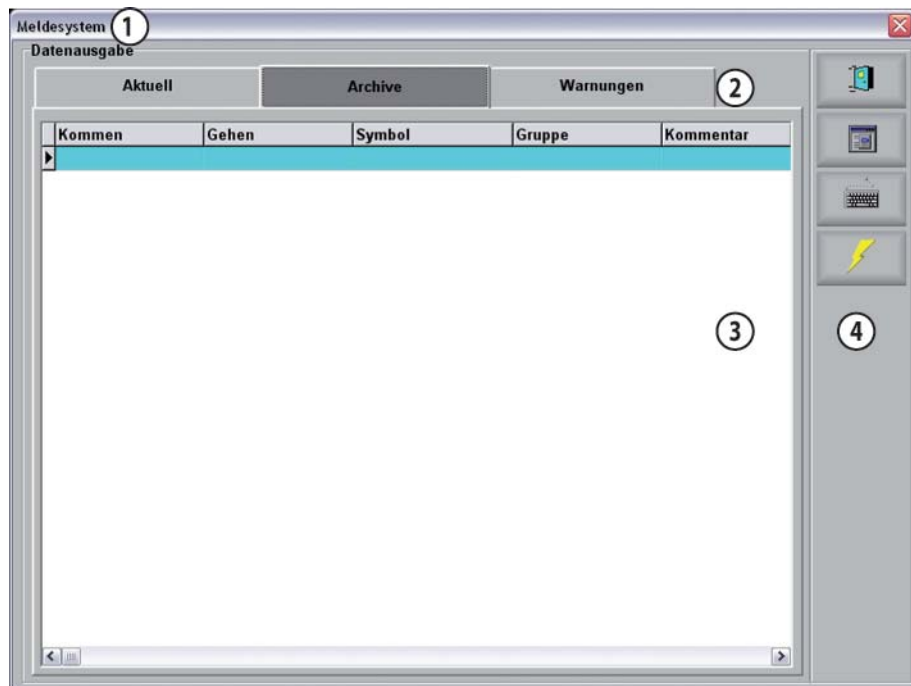 Meldesystem 1
Datenausgabe
Aktuell Archive Warnungen 2
Kommen Gehen Symbol Gruppe Kommentar
3 4